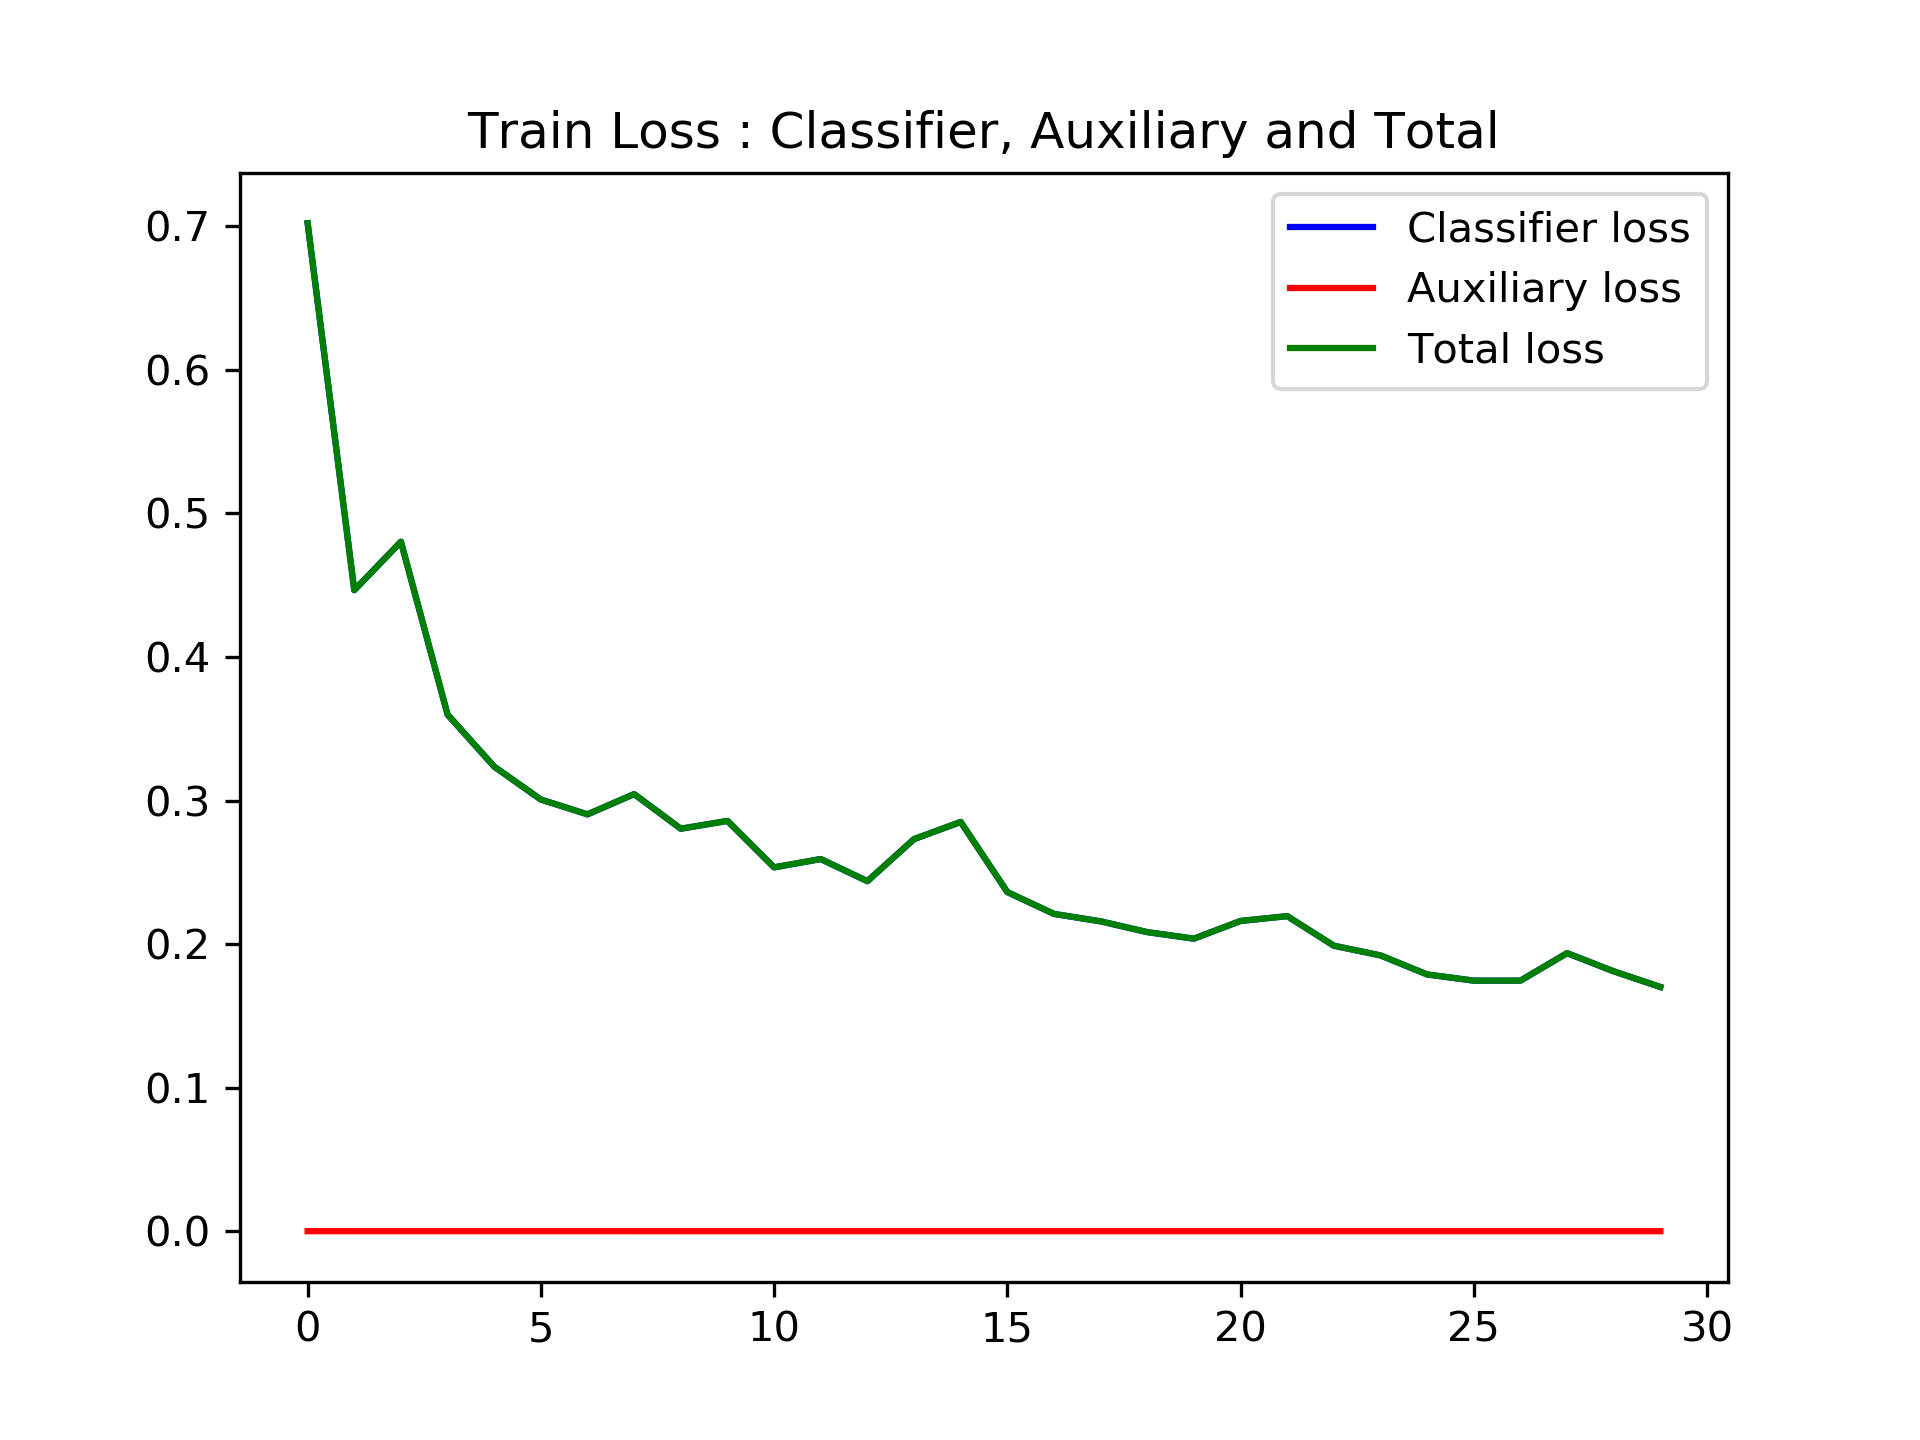 Train Loss : Classifier, Auxiliary and Total
Classifier loss
Auxiliary loss
Total loss
0.7
0.6
0.5
0.4
0.3
0.2
0.1
0.0
0 5 10 15 20 25 30